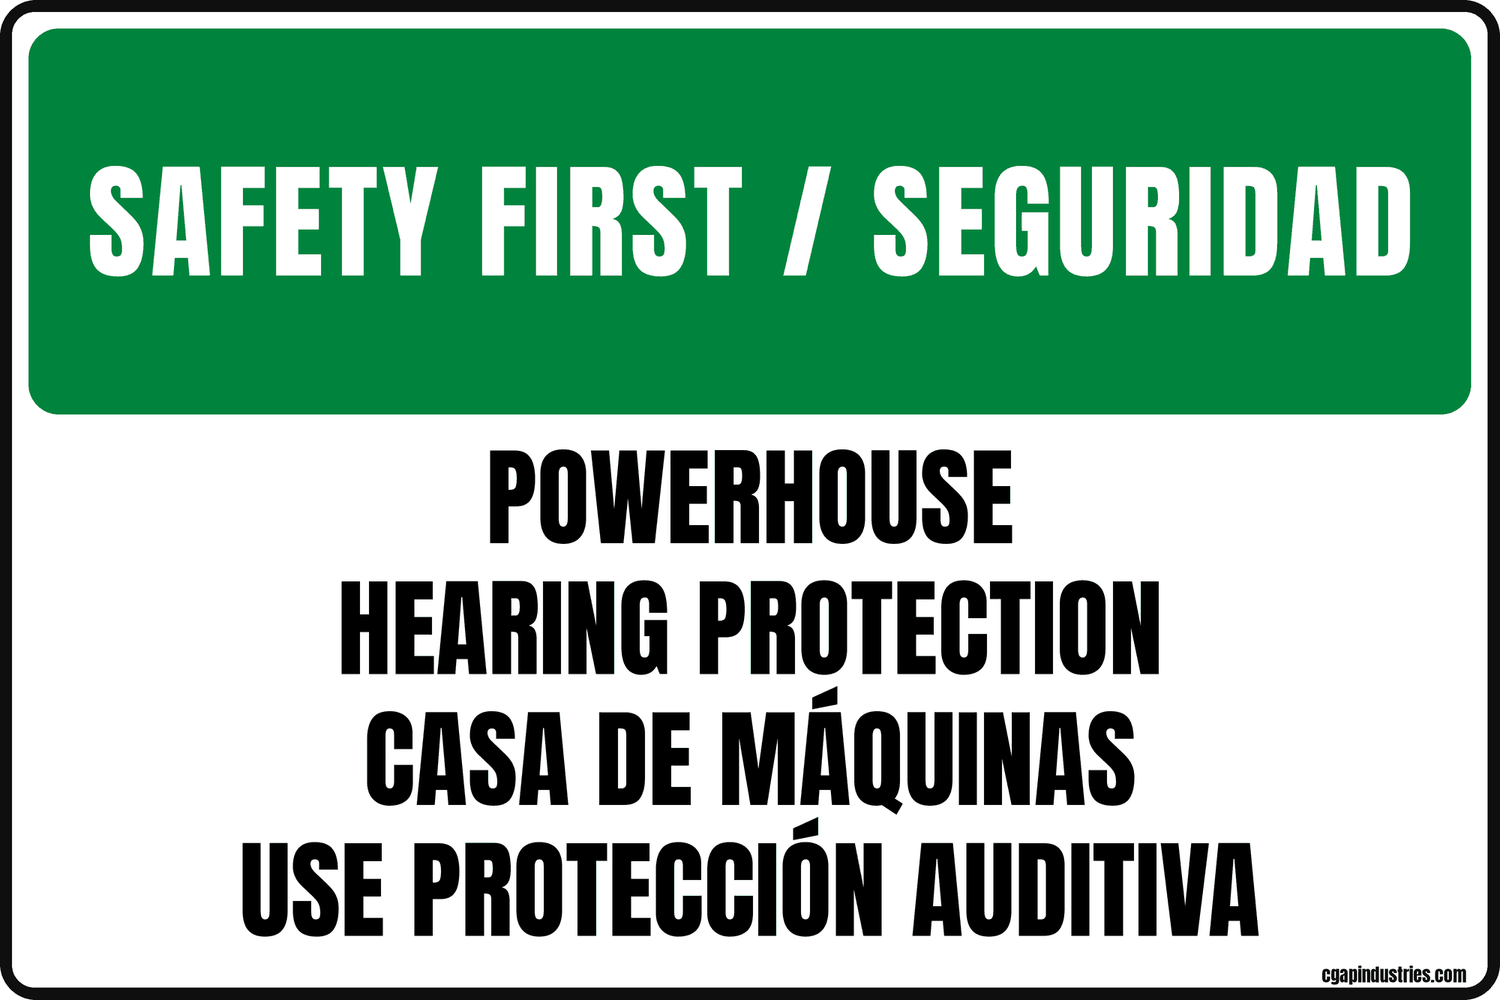 SAFETY FIRST / SEGURIDAD
POWERHOUSE
HEARING PROTECTION
CASA DE MÁQUINAS
USE PROTECCIÓN AUDITIVA
cgapindustries.com